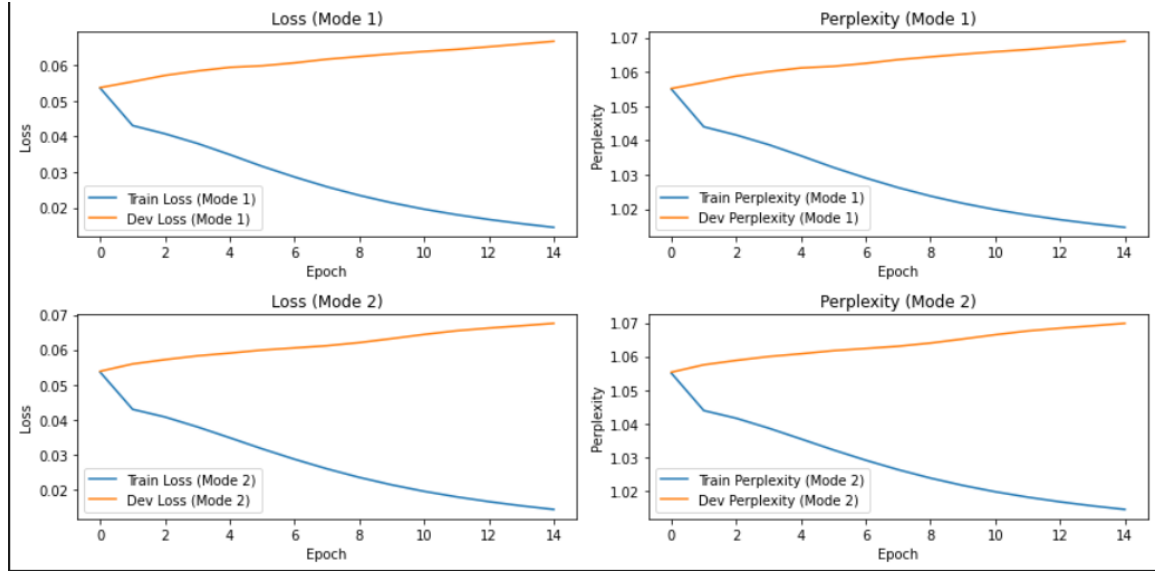 Loss (Mode 1)
0.06
0.05
0.04
0.03
0.02
Loss
Train Loss (Mode 1)
Dev Loss (Mode 1)
0 2 4 6 8 10 12 14
Epoch
Perplexity (Mode 1)
1.07
1.06
1.05
1.04
1.03
1.02
Perplexity
Train Perplexity (Mode 1)
Dev Perplexity (Mode 1)
0 2 4 6 8 10 12 14
Epoch
Loss (Mode 2)
0.07
0.06
0.05
0.04
0.03
0.02
Loss
Train Loss (Mode 2)
Dev Loss (Mode 2)
0 2 4 6 8 10 12 14
Epoch
Perplexity (Mode 2)
1.07
1.06
1.05
1.04
1.03
1.02
Perplexity
Train Perplexity (Mode 2)
Dev Perplexity (Mode 2)
0 2 4 6 8 10 12 14
Epoch